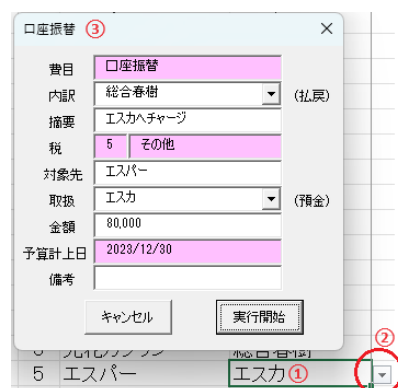 口座振替 ③
費目 口座振替
内訳 総合春樹 (払戻)
摘要 エスカへチャージ
税 5 その他
対象先 エスパー
取扱 エスカ (預金)
金額 80,000
予算計上日 2023/12/30
備考
キャンセル 実行開始
②
5 エスパー エスカ ①